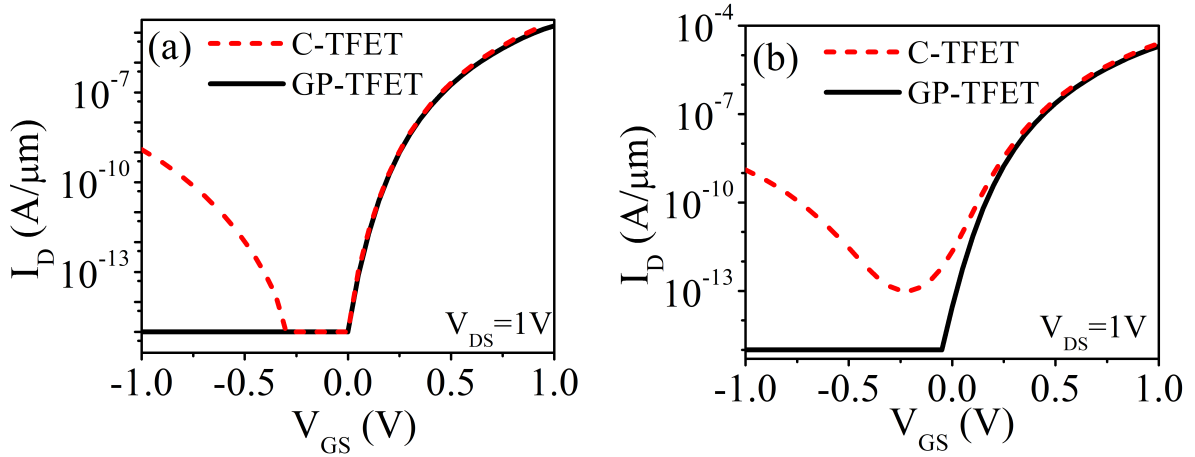 (a)
C-TFET
GP-TFET
I_D (A/μm)
10^-7
10^-10
10^-13
V_DS=1V
-1.0 -0.5 0.0 0.5 1.0
V_GS (V)
(b)
C-TFET
GP-TFET
I_D (A/μm)
10^-4
10^-7
10^-10
10^-13
V_DS=1V
-1.0 -0.5 0.0 0.5 1.0
V_GS (V)